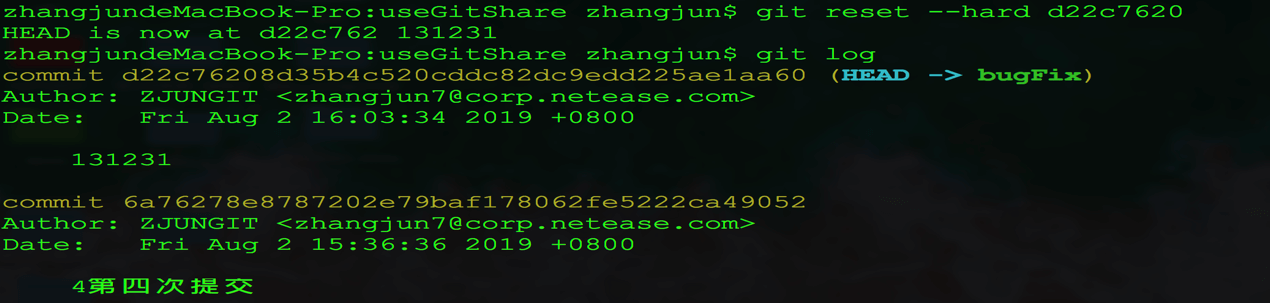 zhangjundeMacBook-Pro:useGitShare zhangjun$ git reset --hard d22c7620
HEAD is now at d22c762 131231
zhangjundeMacBook-Pro:useGitShare zhangjun$ git log
commit d22c76208d35b4c520cddc82dc9edd225ae1aa60 (HEAD -> bugFix)
Author: ZJUNGIT <zhangjun7@corp.netease.com>
Date:   Fri Aug 2 16:03:34 2019 +0800
131231
commit 6a76278e8787202e79baf178062fe5222ca49052
Author: ZJUNGIT <zhangjun7@corp.netease.com>
Date:   Fri Aug 2 15:36:36 2019 +0800
4第四次提交